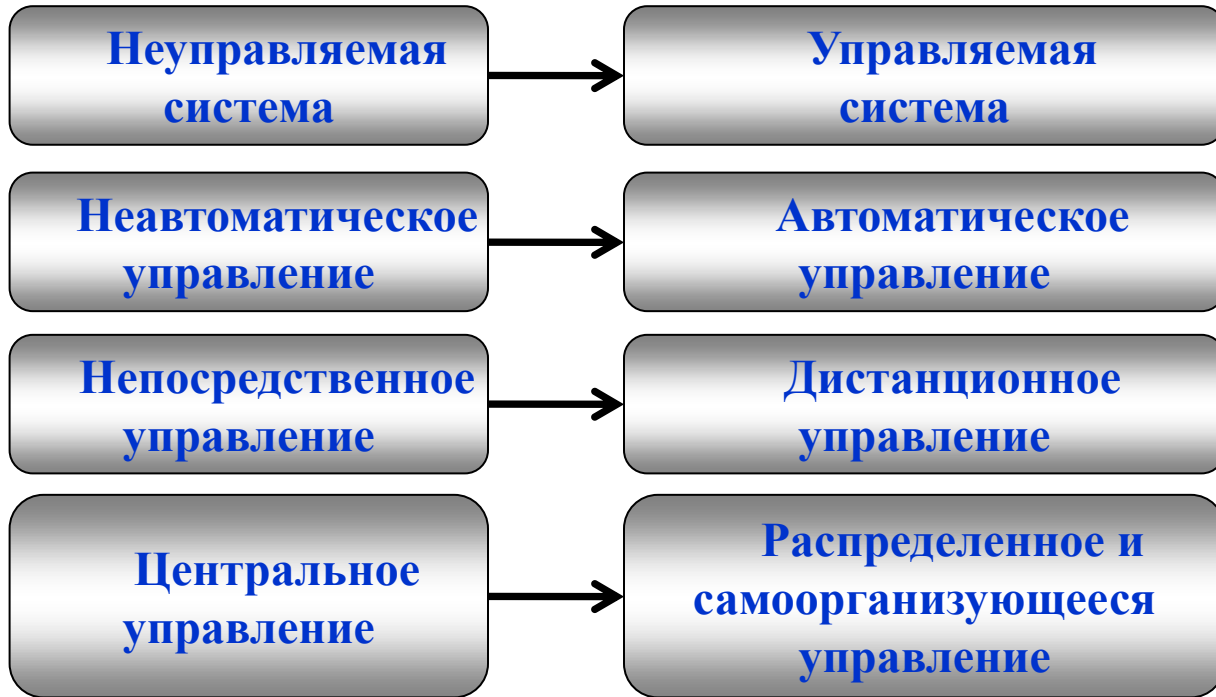 Неуправляемая
система
Управляемая
система
Неавтоматическое
управление
Автоматическое
управление
Непосредственное
управление
Дистанционное
управление
Центральное
управление
Распределенное и
самоорганизующееся
управление